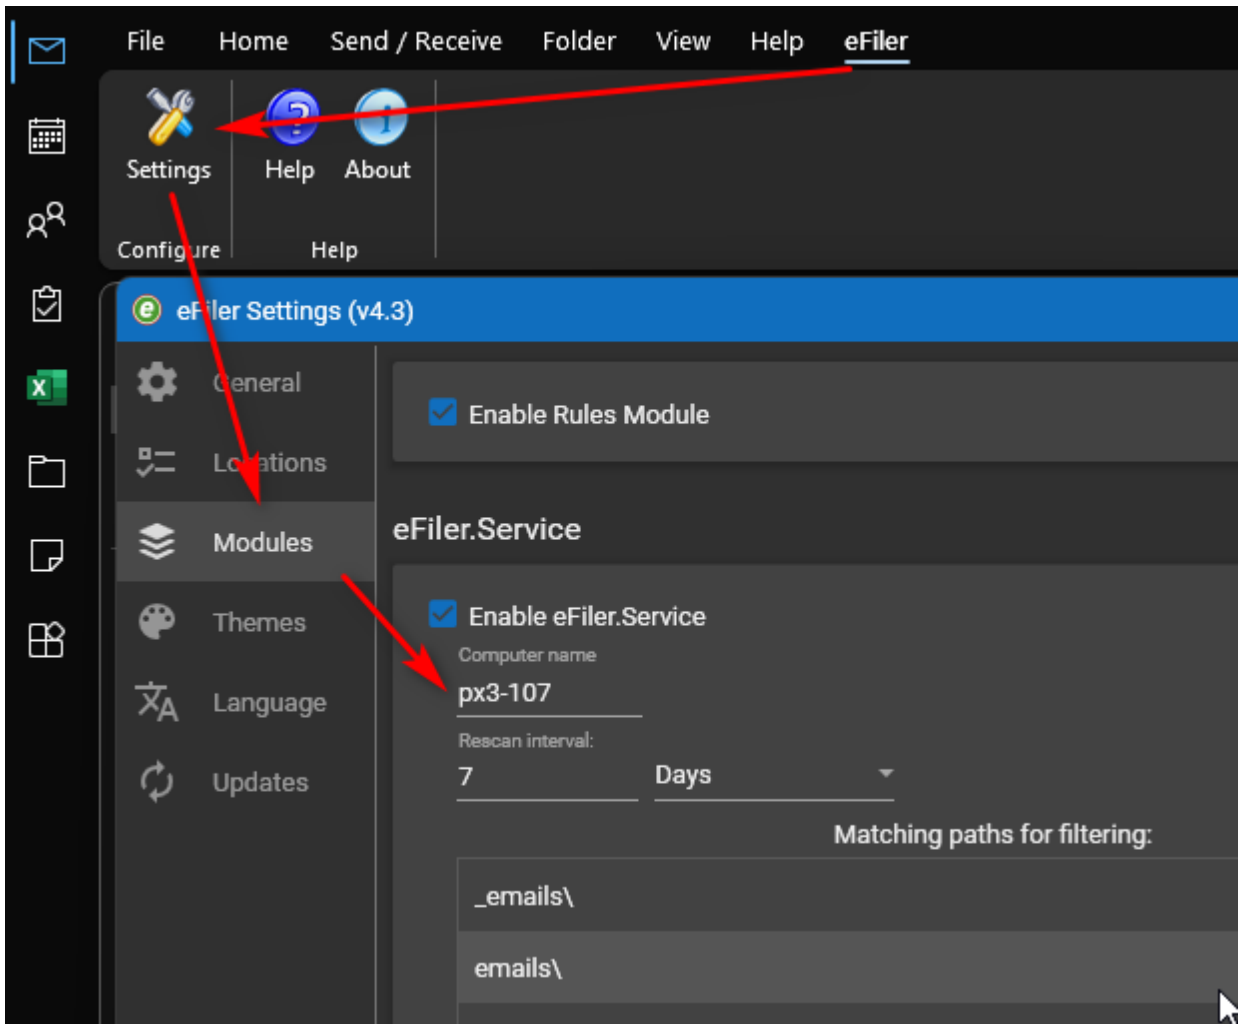 File Home Send / Receive Folder View Help eFiler
Settings Help About
Configure Help
eFiler Settings (v4.3)
General
Locations
Modules
Themes
Language
Updates
Enable Rules Module
eFiler.Service
Enable eFiler.Service
Computer name
px3-107
Rescan interval:
7 Days
Matching paths for filtering:
_emails\
emails\